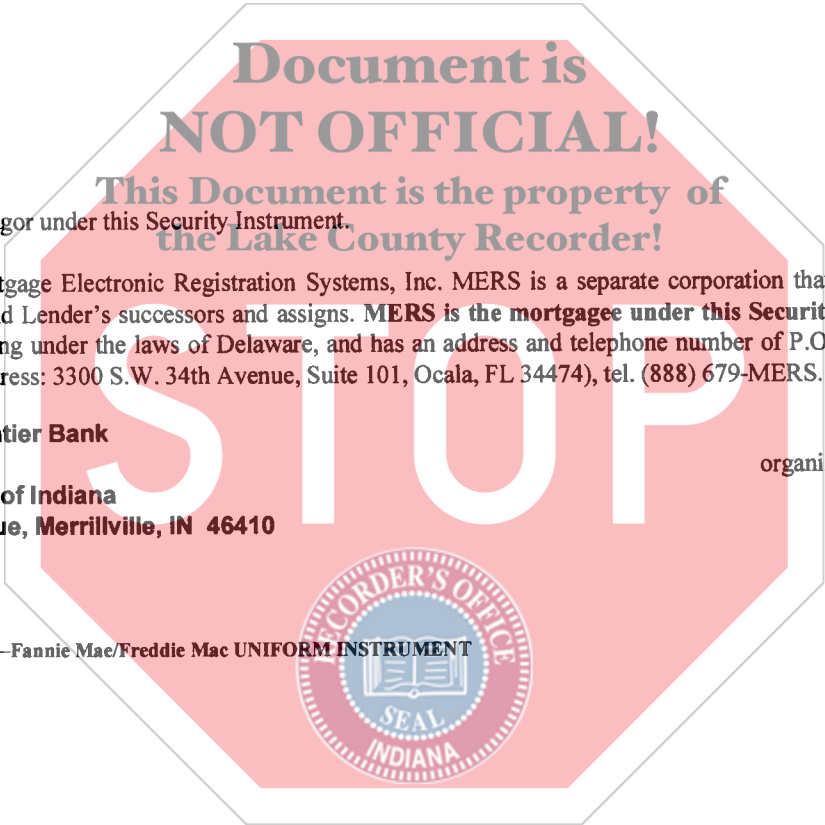 Document is
NOT OFFICIAL!
This Document is the property of
gor under this Security Instrument.
the Lake County Recorder!
tgage Electronic Registration Systems, Inc. MERS is a separate corporation tha
d Lender's successors and assigns. MERS is the mortgagee under this Securit
ng under the laws of Delaware, and has an address and telephone number of P.O
ress: 3300 S.W. 34th Avenue, Suite 101, Ocala, FL 34474), tel. (888) 679-MERS.
STOP
tier Bank
organi
of Indiana
ue, Merrillville, IN 46410
RECORDER'S OFFICE
–Fannie Mae/Freddie Mac UNIFORM INSTRUMENT
SEAL
INDIANA